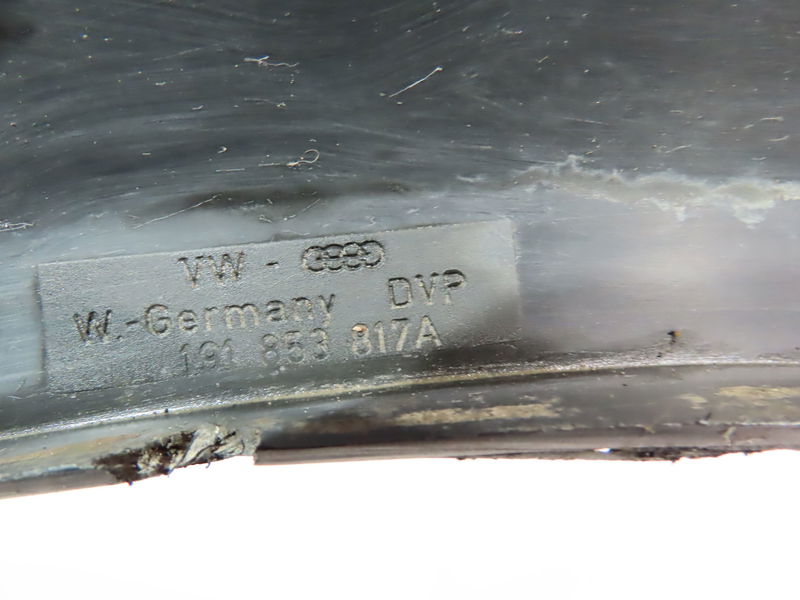 VW -
W.-Germany DVP
191 853 817A